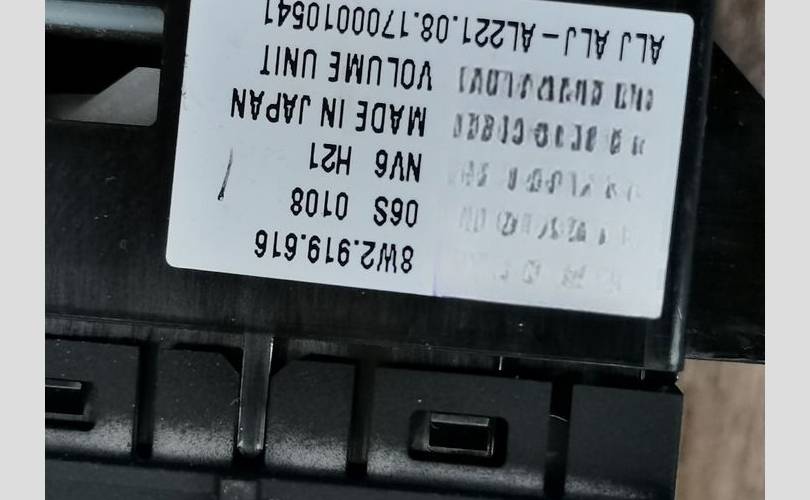 8W2.919.616
06S 0108
NV6 H21
MADE IN JAPAN
VOLUME UNIT
ALJ ALJ-AL221.08.1700010541